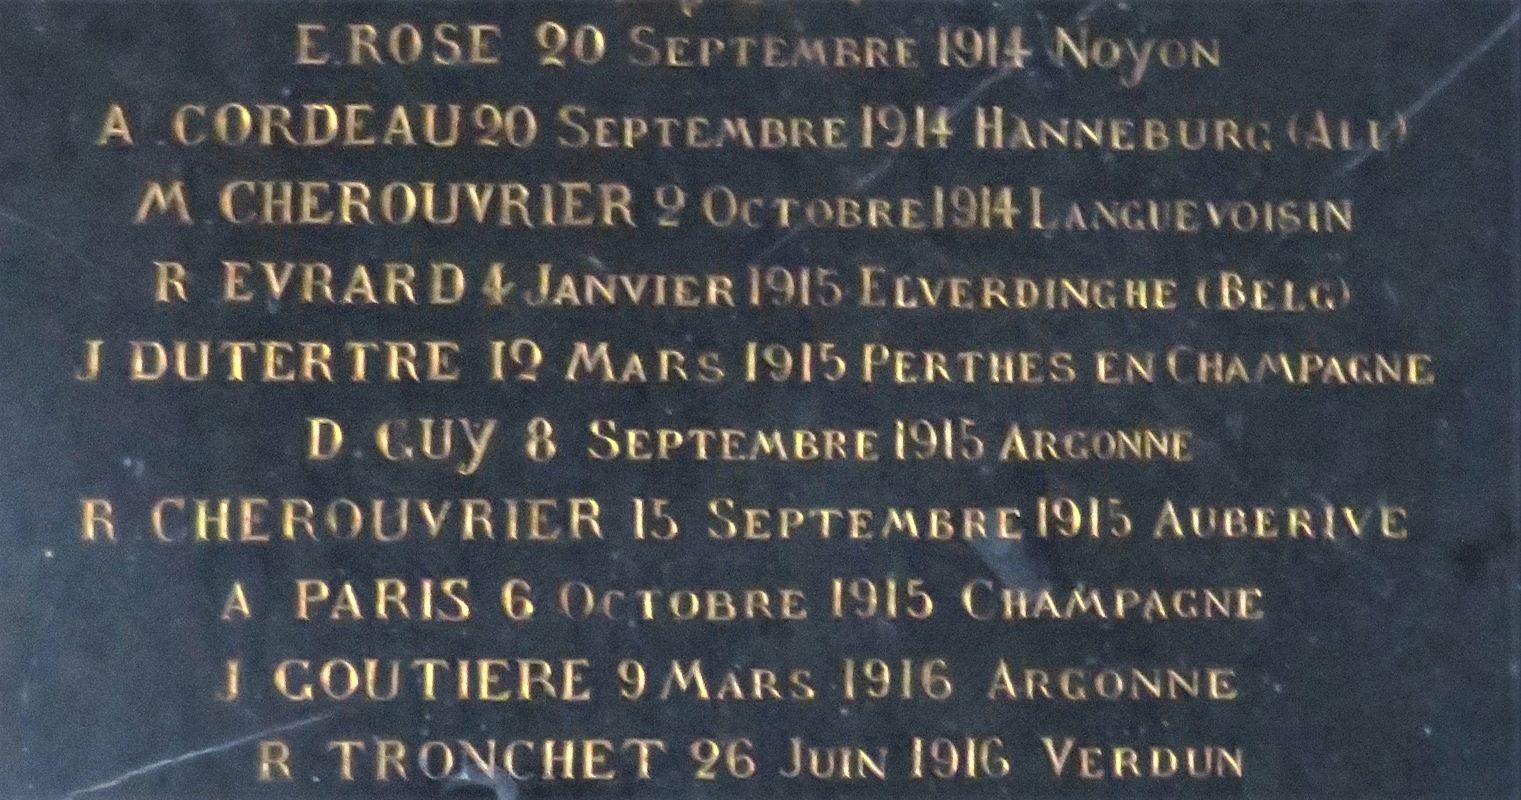 E. ROSE 20 SEPTEMBRE 1914 NOYON
A. CORDEAU 20 SEPTEMBRE 1914 HANNEBURG (ALL)
M. CHEROUVRIER 2 OCTOBRE 1914 LANGUEVOISIN
R. EVRARD 4 JANVIER 1915 ELVERDINGHE (BELG)
J. DUTERTRE 12 MARS 1915 PERTHES EN CHAMPAGNE
D. GUY 8 SEPTEMBRE 1915 ARGONNE
R. CHEROUVRIER 15 SEPTEMBRE 1915 AUBERIVE
A. PARIS 6 OCTOBRE 1915 CHAMPAGNE
J. GOUTIERE 9 MARS 1916 ARGONNE
R. TRONCHET 26 JUIN 1916 VERDUN